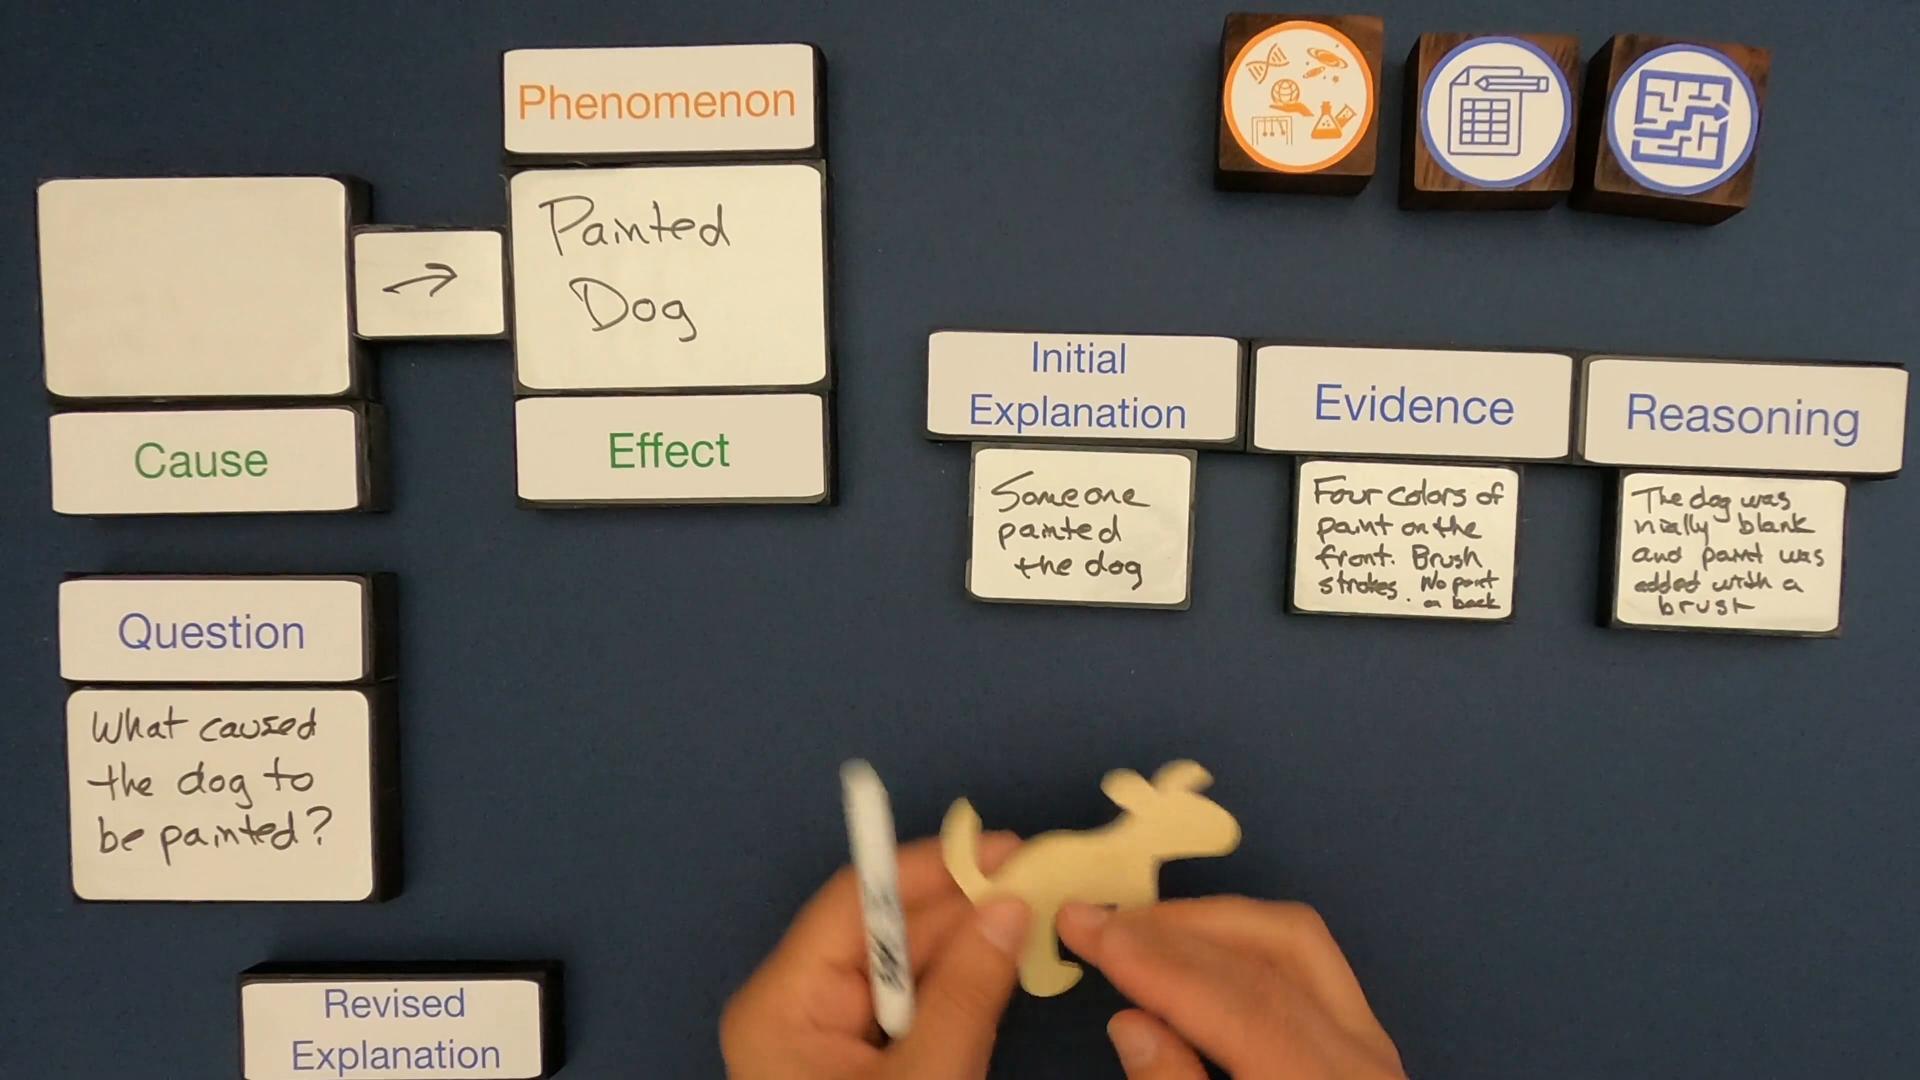 Phenomenon
Painted
Dog
→
Effect
Cause
Question
What caused
the dog to
be painted?
Revised
Explanation
Initial
Explanation
Someone
painted
the dog
Evidence
Four colors of
paint on the
front. Brush
strokes. No paint
on back
Reasoning
The dog was
blank
and paint was
added with a
brush